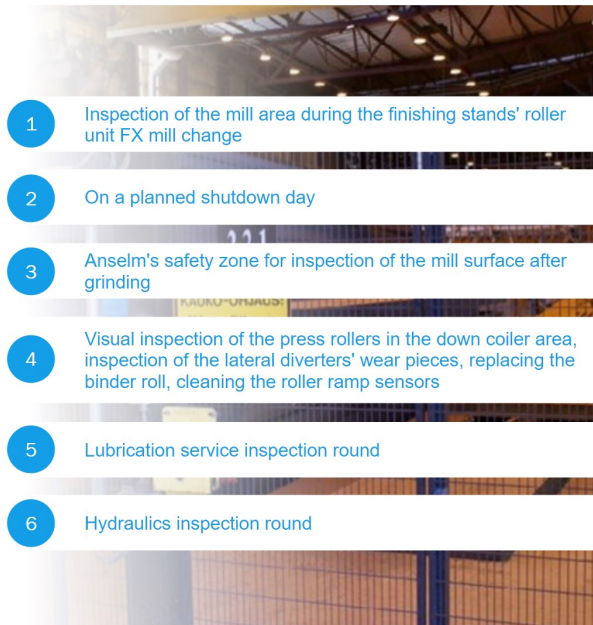 1
Inspection of the mill area during the finishing stands' roller
unit FX mill change
2
On a planned shutdown day
221
3
Anselm's safety zone for inspection of the mill surface after
grinding
KAUKO-OHJAUS!
4
Visual inspection of the press rollers in the down coiler area,
inspection of the lateral diverters' wear pieces, replacing the
binder roll, cleaning the roller ramp sensors
5
Lubrication service inspection round
6
Hydraulics inspection round